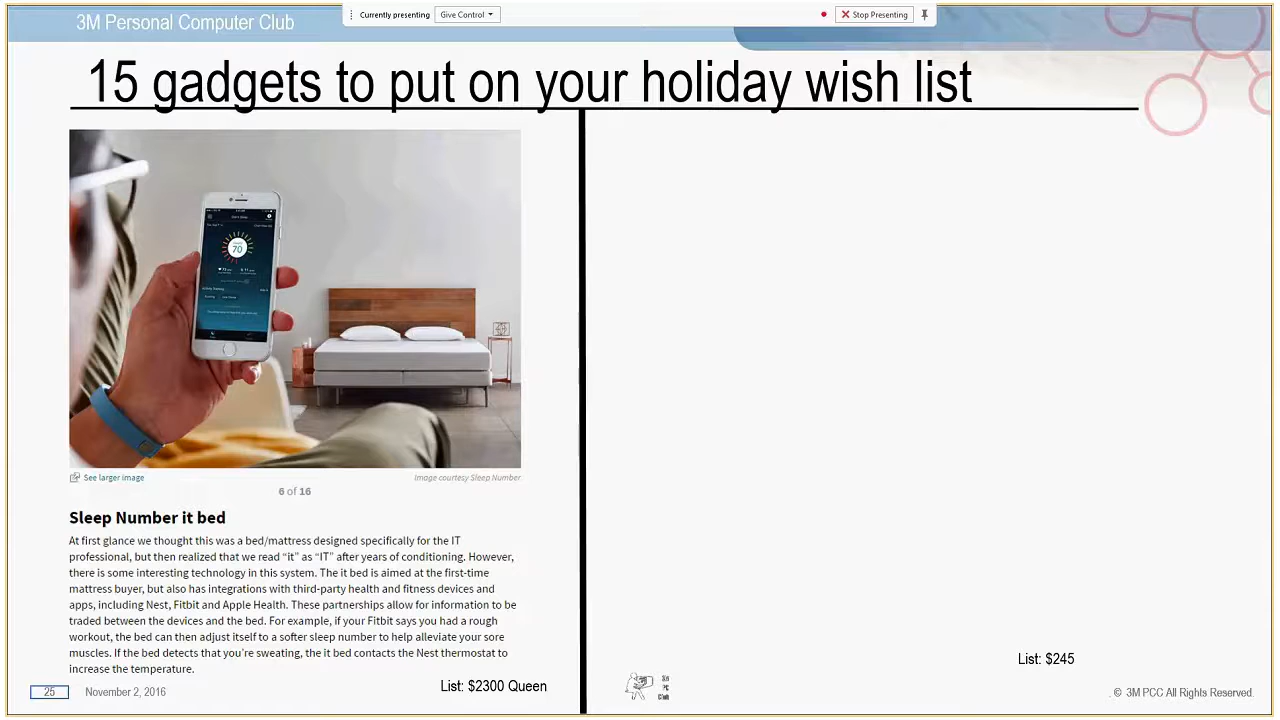 3M Personal Computer Club
Currently presenting
Give Control
Stop Presenting
15 gadgets to put on your holiday wish list
70
See larger image
Image courtesy Sleep Number
6 of 16
Sleep Number it bed
At first glance we thought this was a bed/mattress designed specifically for the IT
professional, but then realized that we read “it” as “IT” after years of conditioning. However,
there is some interesting technology in this system. The it bed is aimed at the first-time
mattress buyer, but also has integrations with third-party health and fitness devices and
apps, including Nest, Fitbit and Apple Health. These partnerships allow for information to be
traded between the devices and the bed. For example, if your Fitbit says you had a rough
workout, the bed can then adjust itself to a softer sleep number to help alleviate your sore
muscles. If the bed detects that you’re sweating, the it bed contacts the Nest thermostat to
increase the temperature.
List: $2300 Queen
List: $245
25
November 2, 2016
3M
PC
Club
. © 3M PCC All Rights Reserved.